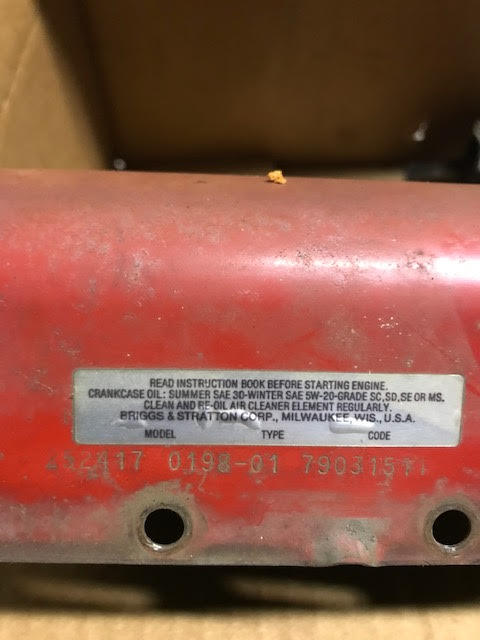 READ INSTRUCTION BOOK BEFORE STARTING ENGINE.
CRANKCASE OIL: SUMMER SAE 30-WINTER SAE 5W-20-GRADE SC,SD,SE OR MS.
CLEAN AND RE-OIL AIR CLEANER ELEMENT REGULARLY.
BRIGGS & STRATTON CORP., MILWAUKEE, WIS., U.S.A.
MODEL TYPE CODE
0198-01